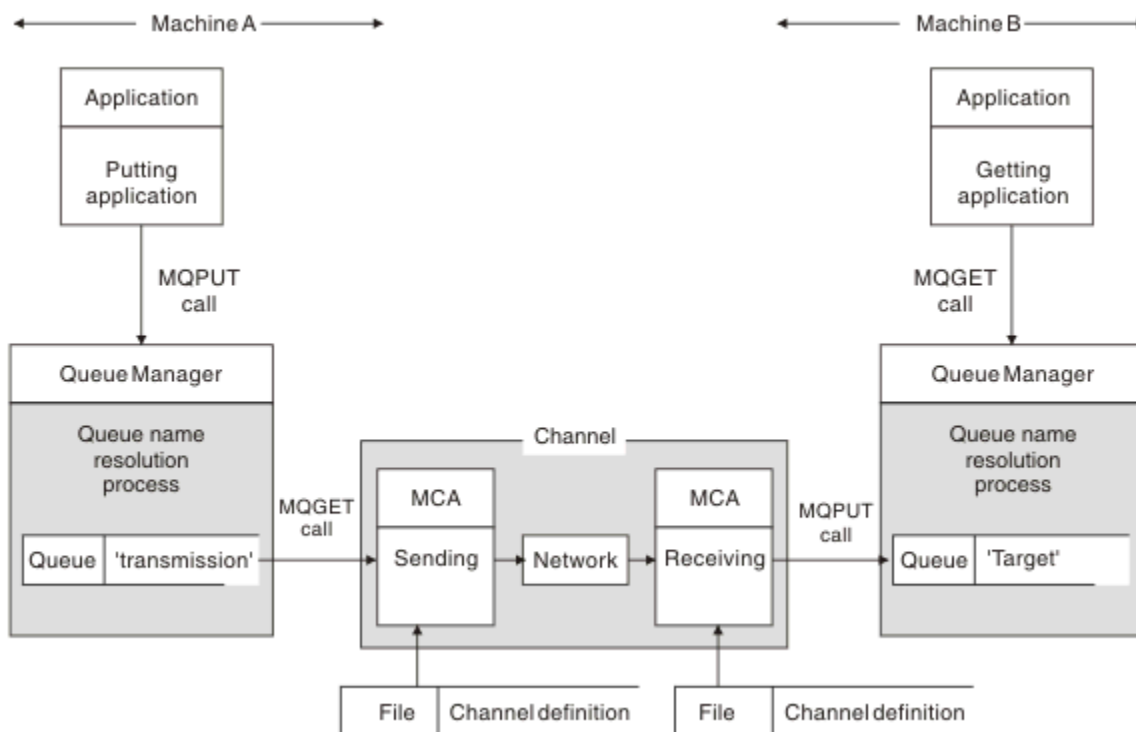 Machine A
Machine B
Application
Putting
application
Application
Getting
application
MQPUT
call
MQGET
call
Queue Manager
Queue name
resolution
process
Queue 'transmission'
MQGET
call
Channel
MCA
Sending
Network
MCA
Receiving
MQPUT
call
Queue Manager
Queue name
resolution
process
Queue 'Target'
File Channel definition
File Channel definition